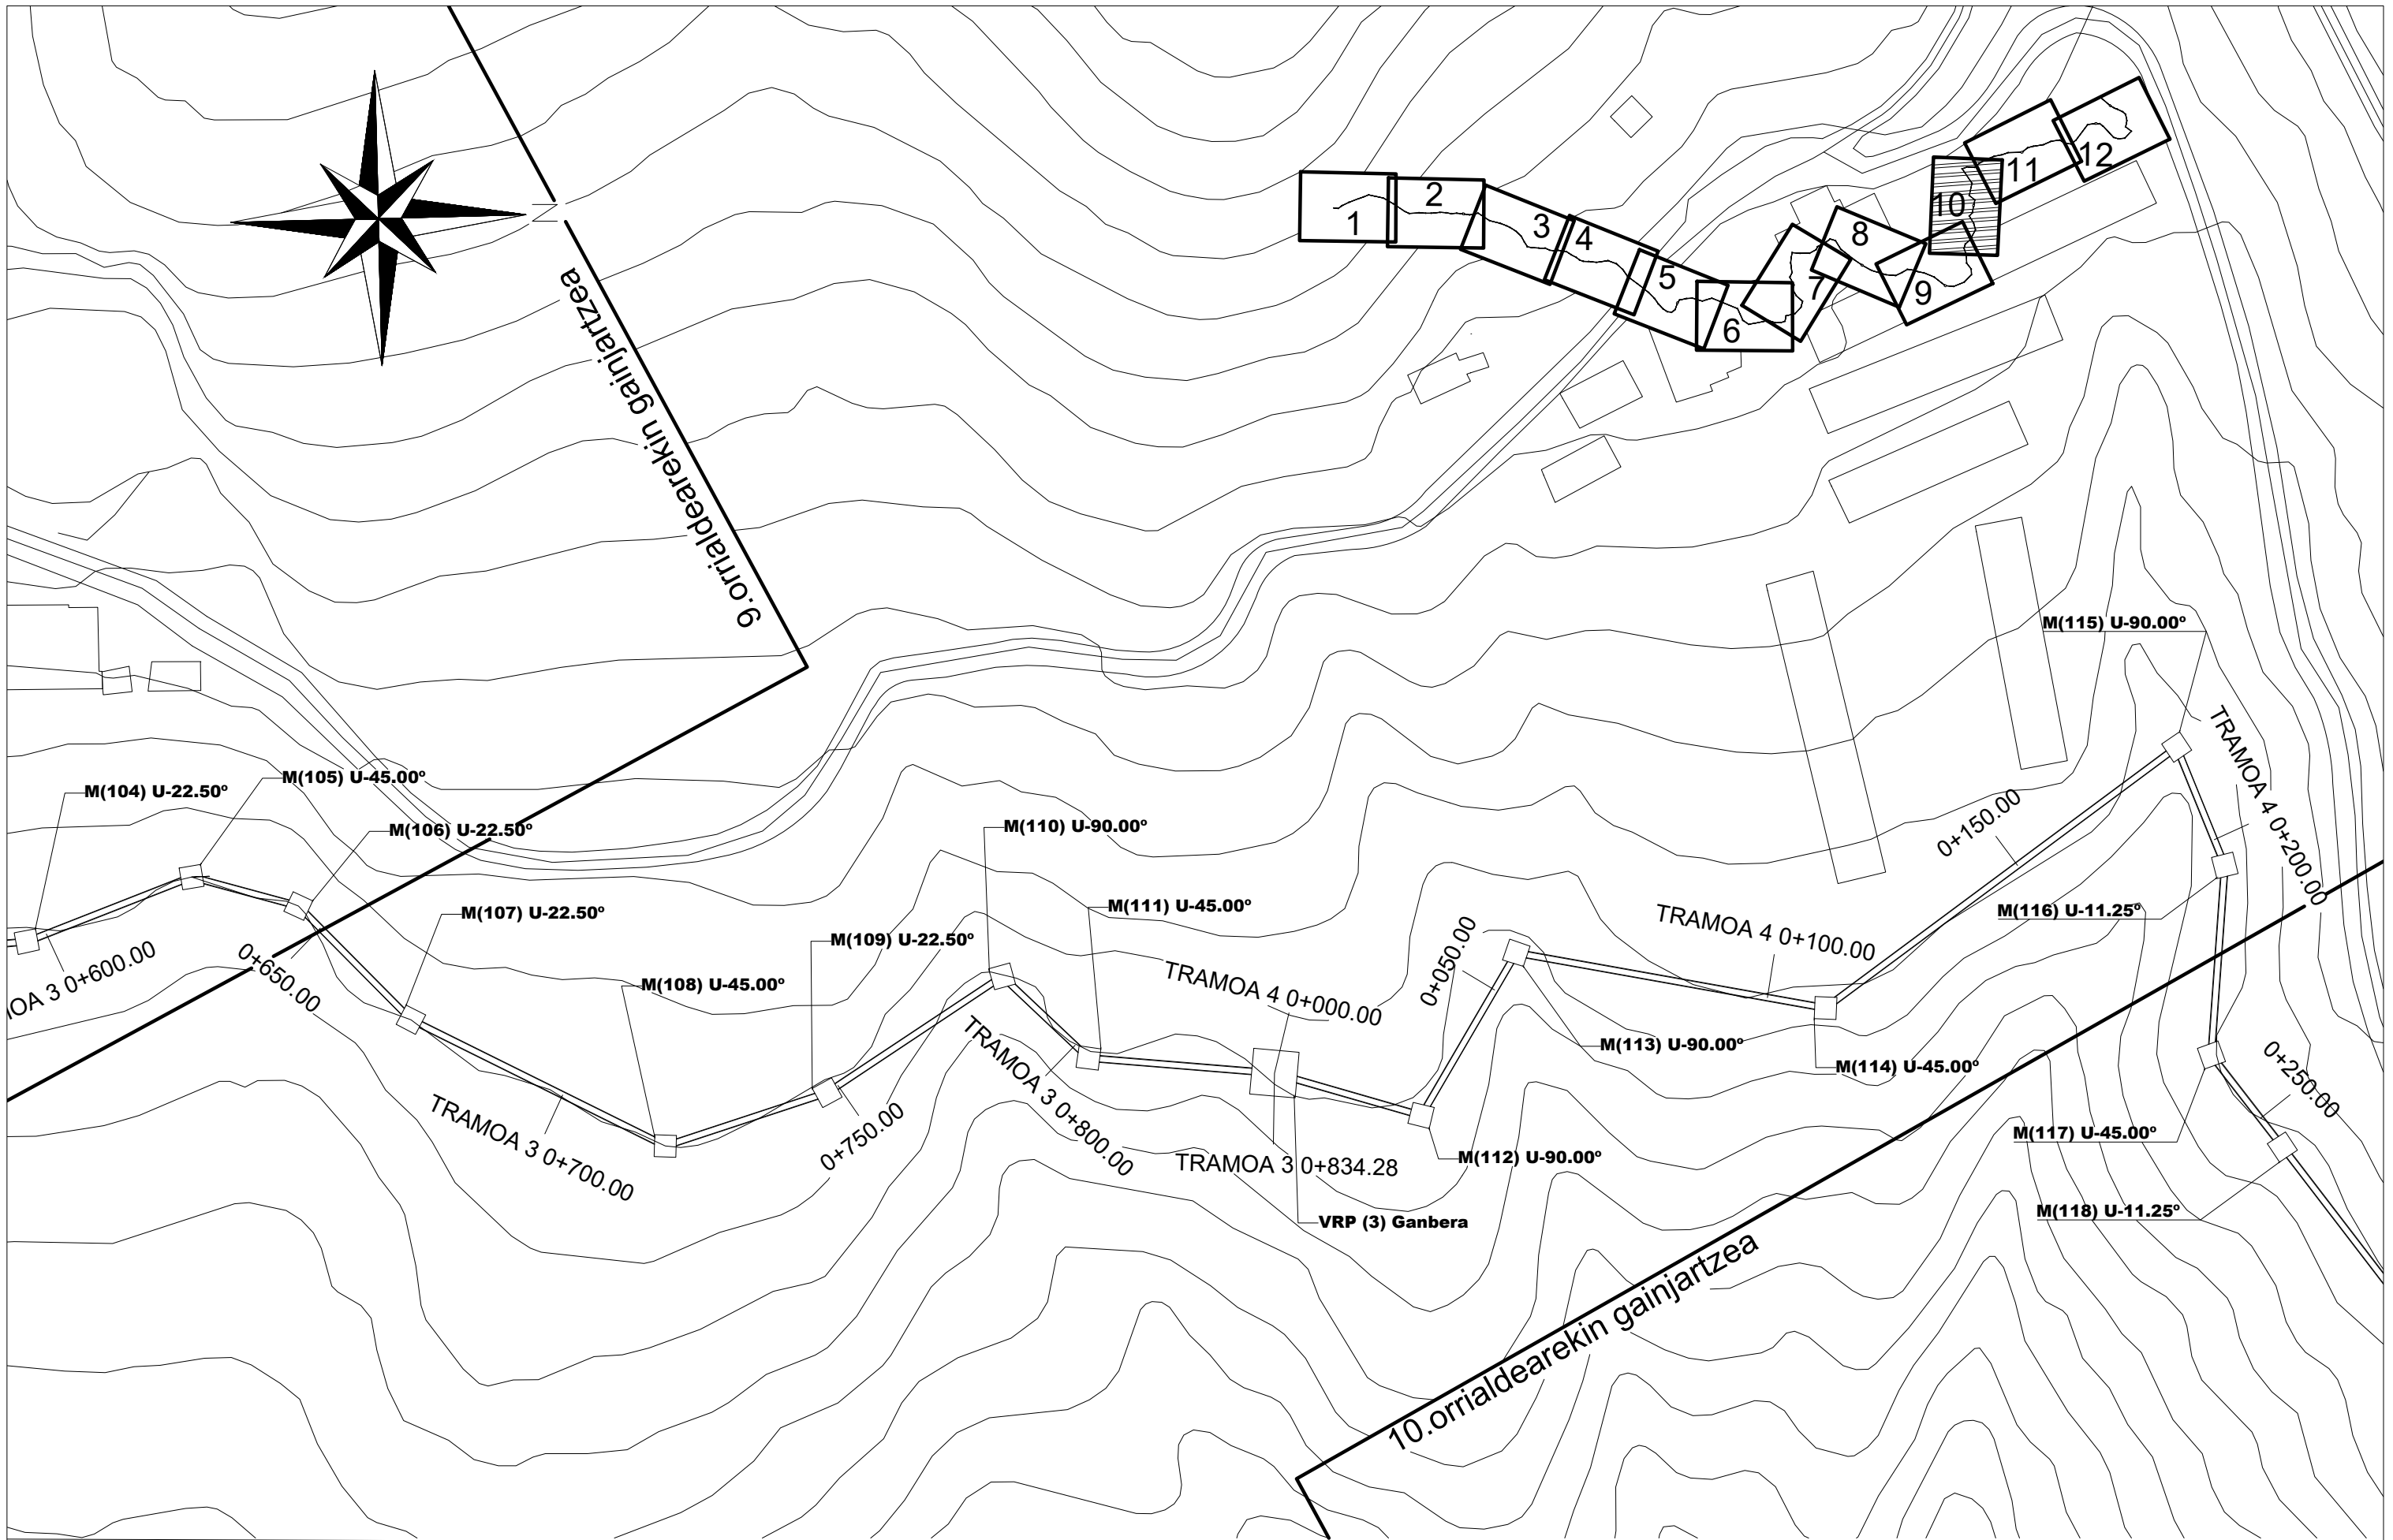 1
2
3
4
5
6
7
8
9
10
11
12
9.orrialdearekin gainjartzea
M(115) U-90.00º
TRAMOA 4 0+200.00
M(104) U-22.50º
M(105) U-45.00º
M(106) U-22.50º
M(107) U-22.50º
M(108) U-45.00º
M(109) U-22.50º
M(110) U-90.00º
M(111) U-45.00º
0+150.00
M(116) U-11.25º
TRAMOA 4 0+100.00
0+050.00
TRAMOA 4 0+000.00
OA 3 0+600.00
0+650.00
TRAMOA 3 0+700.00
0+750.00
TRAMOA 3 0+800.00
TRAMOA 3 0+834.28
M(113) U-90.00º
M(114) U-45.00º
M(112) U-90.00º
VRP (3) Ganbera
0+250.00
M(117) U-45.00º
M(118) U-11.25º
10.orrialdearekin gainjartzea